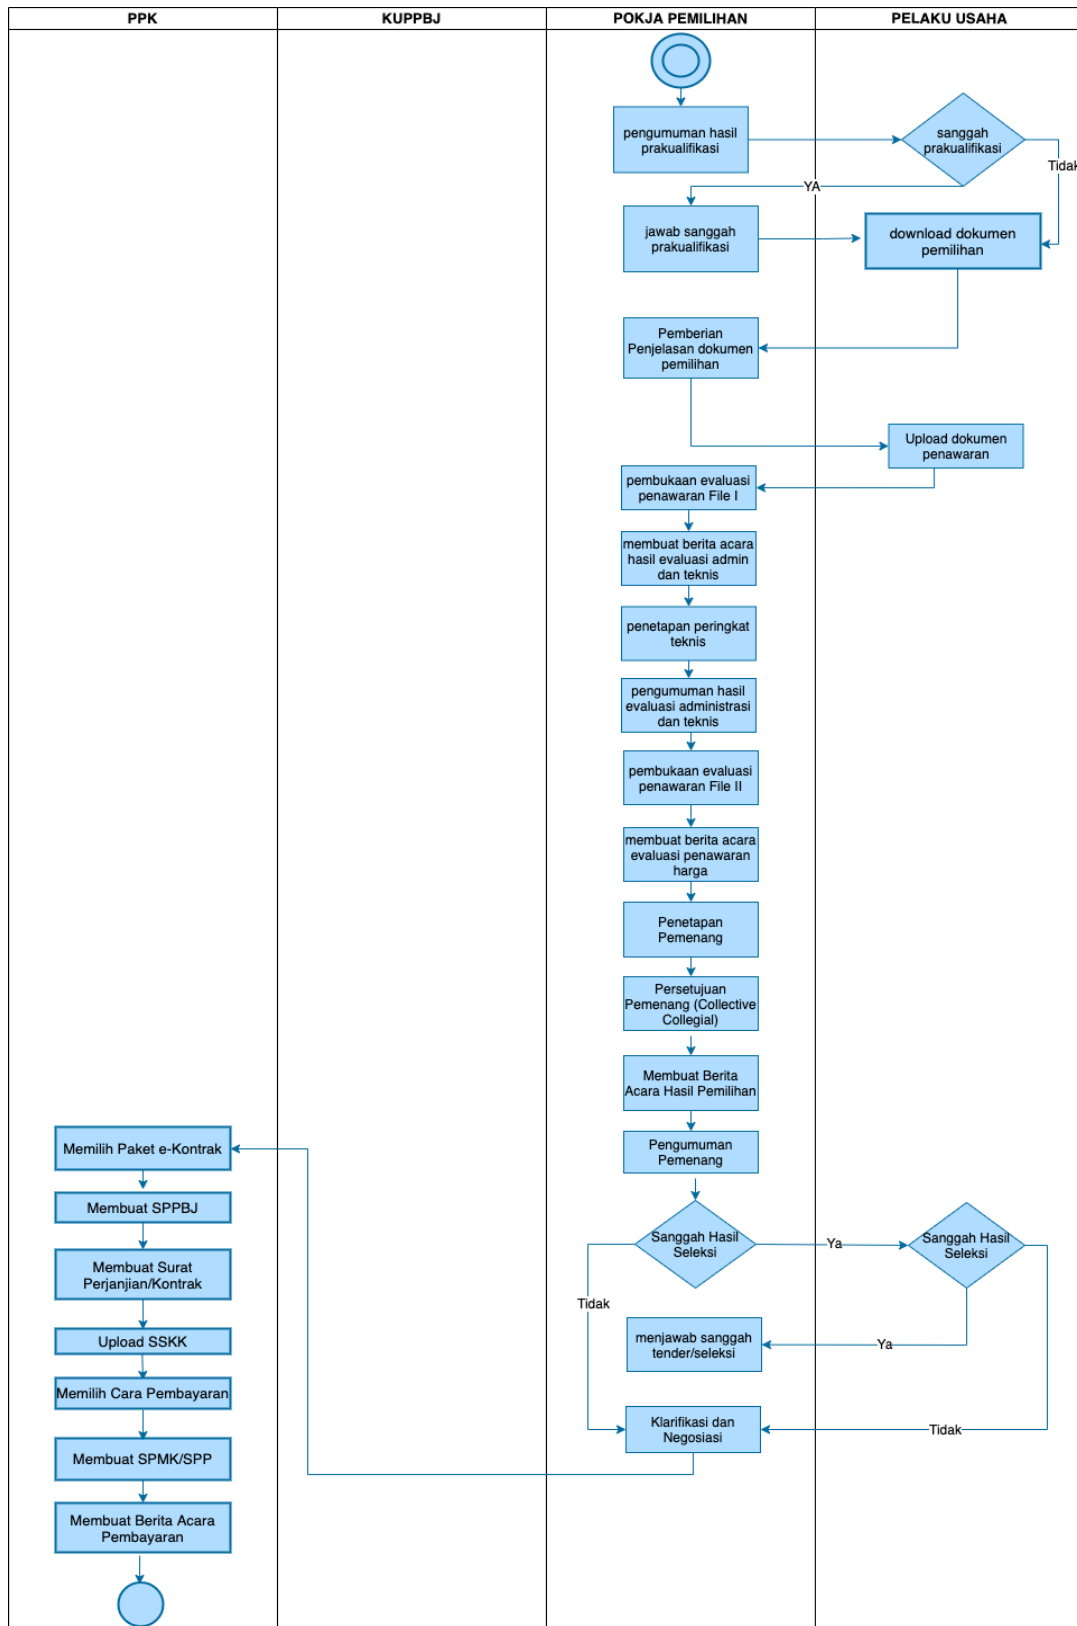 PPK
KUPPBJ
POKJA PEMILIHAN
PELAKU USAHA
pengumuman hasil
prakualifikasi
sanggah
prakualifikasi
Tidak
YA
jawab sanggah
prakualifikasi
download dokumen
pemilihan
Pemberian
Penjelasan dokumen
pemilihan
Upload dokumen
penawaran
pembukaan evaluasi
penawaran File I
membuat berita acara
hasil evaluasi admin
dan teknis
penetapan peringkat
teknis
pengumuman hasil
evaluasi administrasi
dan teknis
pembukaan evaluasi
penawaran File II
membuat berita acara
evaluasi penawaran
harga
Penetapan
Pemenang
Persetujuan
Pemenang (Collective
Collegial)
Membuat Berita
Acara Hasil Pemilihan
Pengumuman
Pemenang
Sanggah Hasil
Seleksi
Ya
Sanggah Hasil
Seleksi
Tidak
menjawab sanggah
tender/seleksi
Ya
Klarifikasi dan
Negosiasi
Tidak
Memilih Paket e-Kontrak
Membuat SPPBJ
Membuat Surat
Perjanjian/Kontrak
Upload SSKK
Memilih Cara Pembayaran
Membuat SPMK/SPP
Membuat Berita Acara
Pembayaran